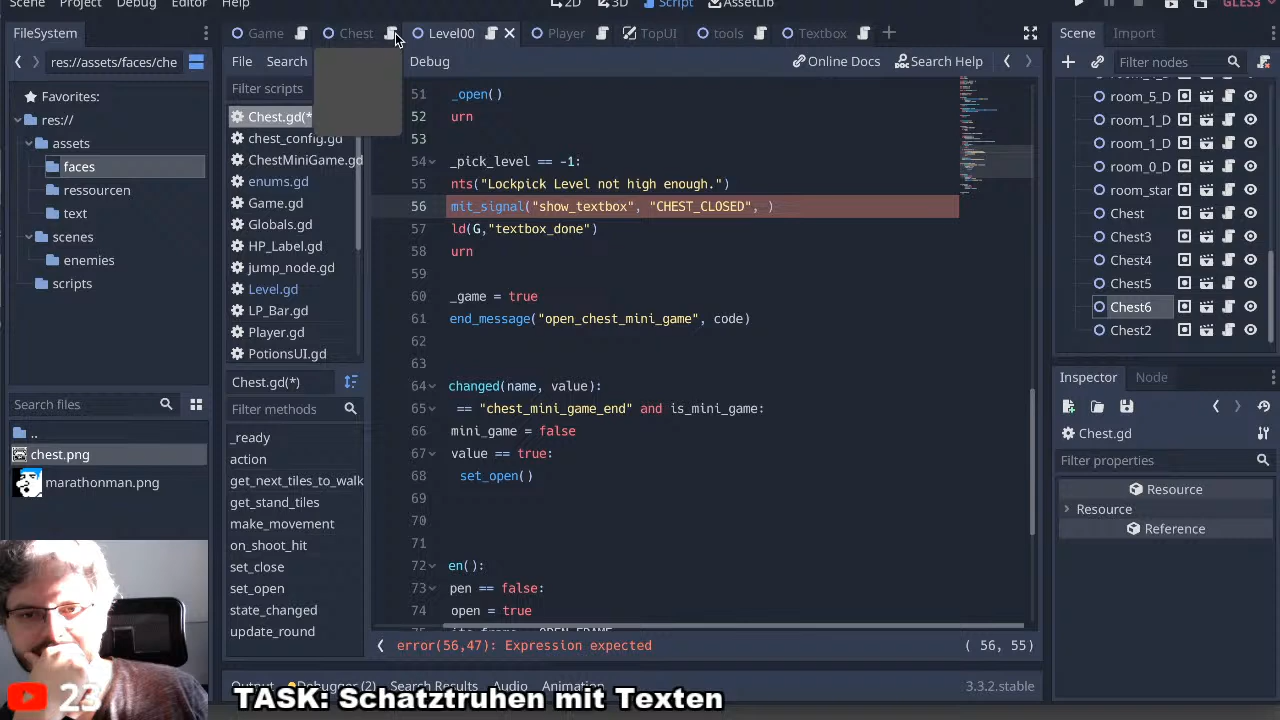 Scene Project Debug Editor Help
2D 3D Script AssetLib
GLES3
FileSystem
res://assets/faces/che
Favorites:
res://
assets
faces
ressourcen
text
scenes
enemies
scripts
Search files
..
chest.png
marathonman.png
Game Chest Level00 Player TopUI tools Textbox
File Search Debug
Online Docs Search Help
Filter scripts
Chest.gd(*)
chest_config.gd
ChestMiniGame.gd
enums.gd
Game.gd
Globals.gd
HP_Label.gd
jump_node.gd
Level.gd
LP_Bar.gd
Player.gd
PotionsUI.gd
Chest.gd(*)
Filter methods
_ready
action
get_next_tiles_to_walk
get_stand_tiles
make_movement
on_shoot_hit
set_close
set_open
state_changed
update_round
51 _open()
52 urn
53
54 _pick_level == -1:
55 nts("Lockpick Level not high enough.")
56 mit_signal("show_textbox", "CHEST_CLOSED", )
57 ld(G,"textbox_done")
58 urn
59
60 _game = true
61 end_message("open_chest_mini_game", code)
62
63
64 changed(name, value):
65 == "chest_mini_game_end" and is_mini_game:
66 mini_game = false
67 value == true:
68 set_open()
69
70
71
72 en():
73 pen == false:
74 open = true
error(56,47): Expression expected
( 56, 55)
Output Debugger (2) Search Results Audio Animation
3.3.2.stable
Scene Import
Filter nodes
room_5_D
room_1_D
room_1_D
room_0_D
room_star
Chest
Chest3
Chest4
Chest5
Chest6
Chest2
Inspector Node
Chest.gd
Filter properties
Resource
Resource
Reference
23
TASK: Schatztruhen mit Texten